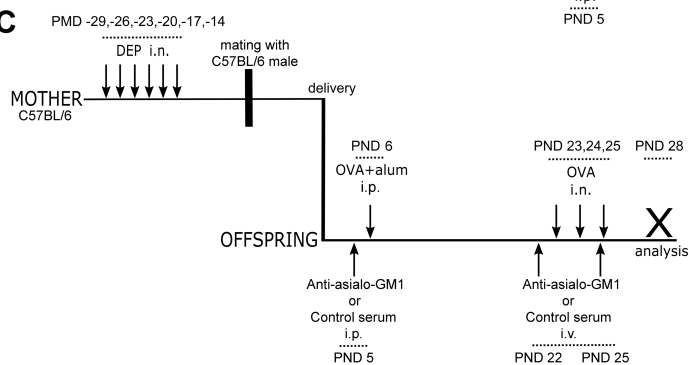 C
PMD -29,-26,-23,-20,-17,-14
DEP i.n.
mating with
C57BL/6 male
PND 5
MOTHER
C57BL/6
delivery
PND 6
OVA+alum
i.p.
PND 23,24,25
OVA
i.n.
PND 28
X
OFFSPRING
analysis
Anti-asialo-GM1
or
Control serum
i.p.
PND 5
Anti-asialo-GM1
or
Control serum
i.v.
PND 22 PND 25